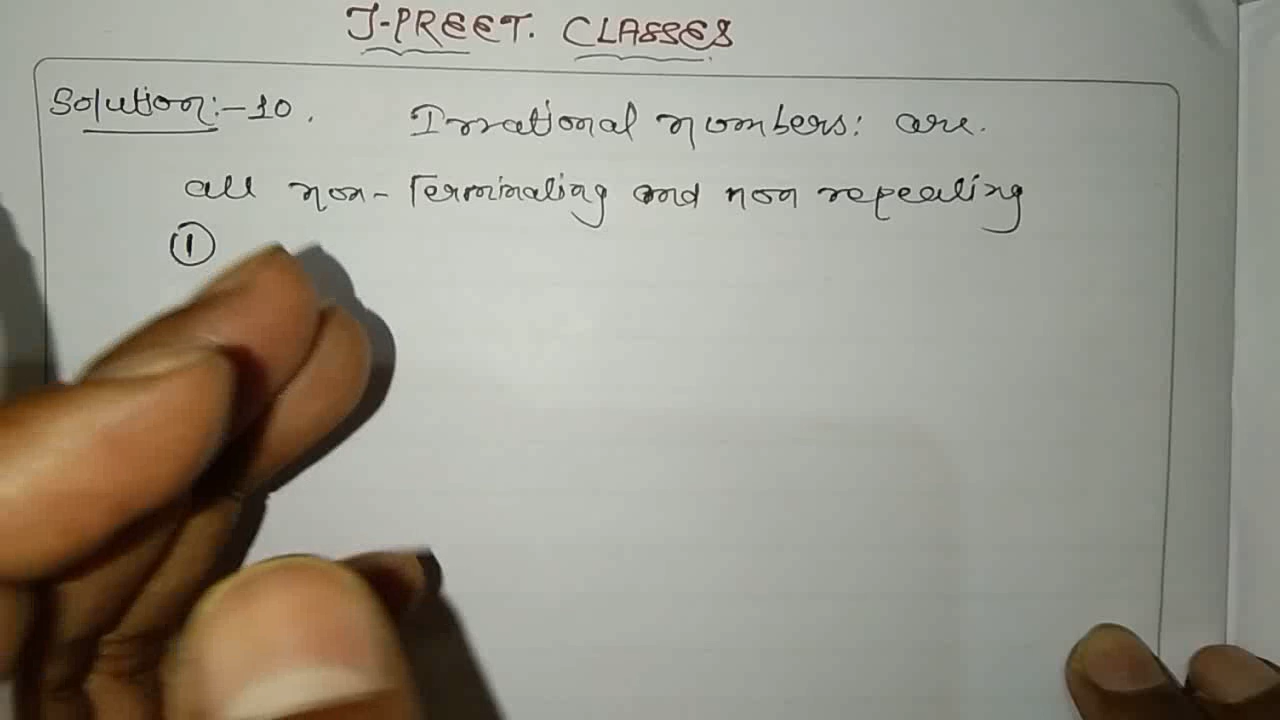 J-PREET. CLASSES
Solution:-10. Irrational numbers: are.
all non-Terminating and non repeating
①